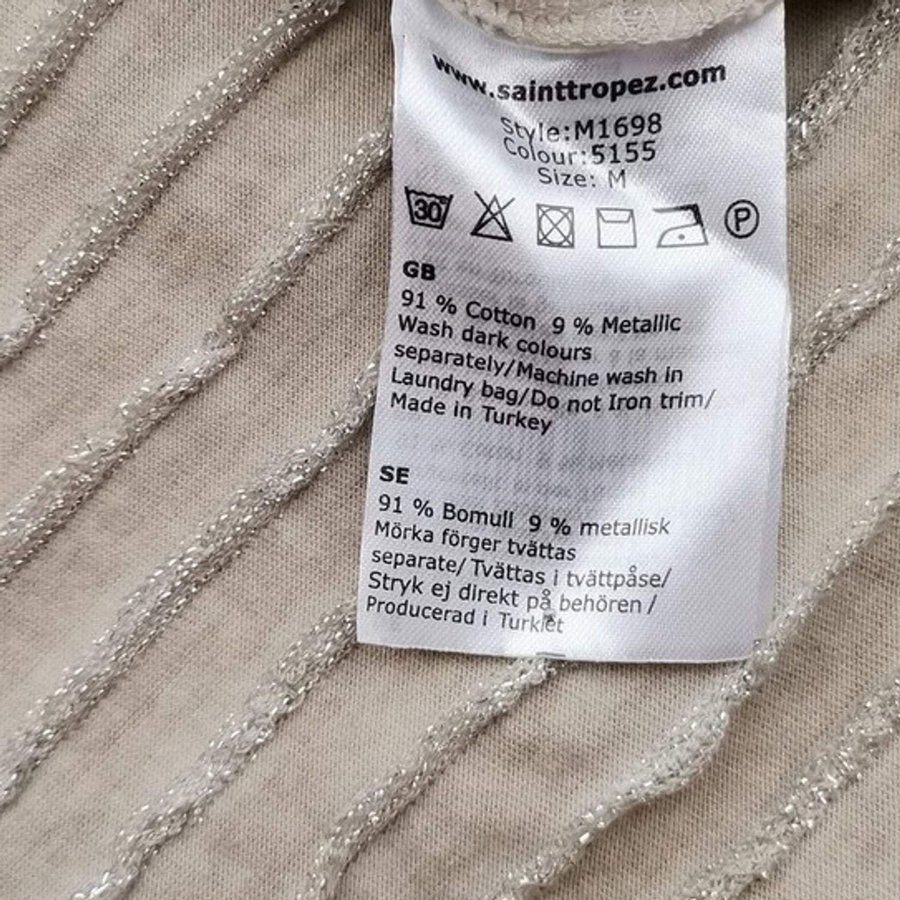 www.sainttropez.com
Style:M1698
Colour:5155
Size: M
30 P
GB
91 % Cotton 9 % Metallic
Wash dark colours
separately/Machine wash in
Laundry bag/Do not Iron trim/
Made in Turkey
SE
91 % Bomull 9 % metallisk
Mörka förger tvättas
separate/Tvättas i tvättpåse/
Stryk ej direkt på behören /
Producerad i Turkiet